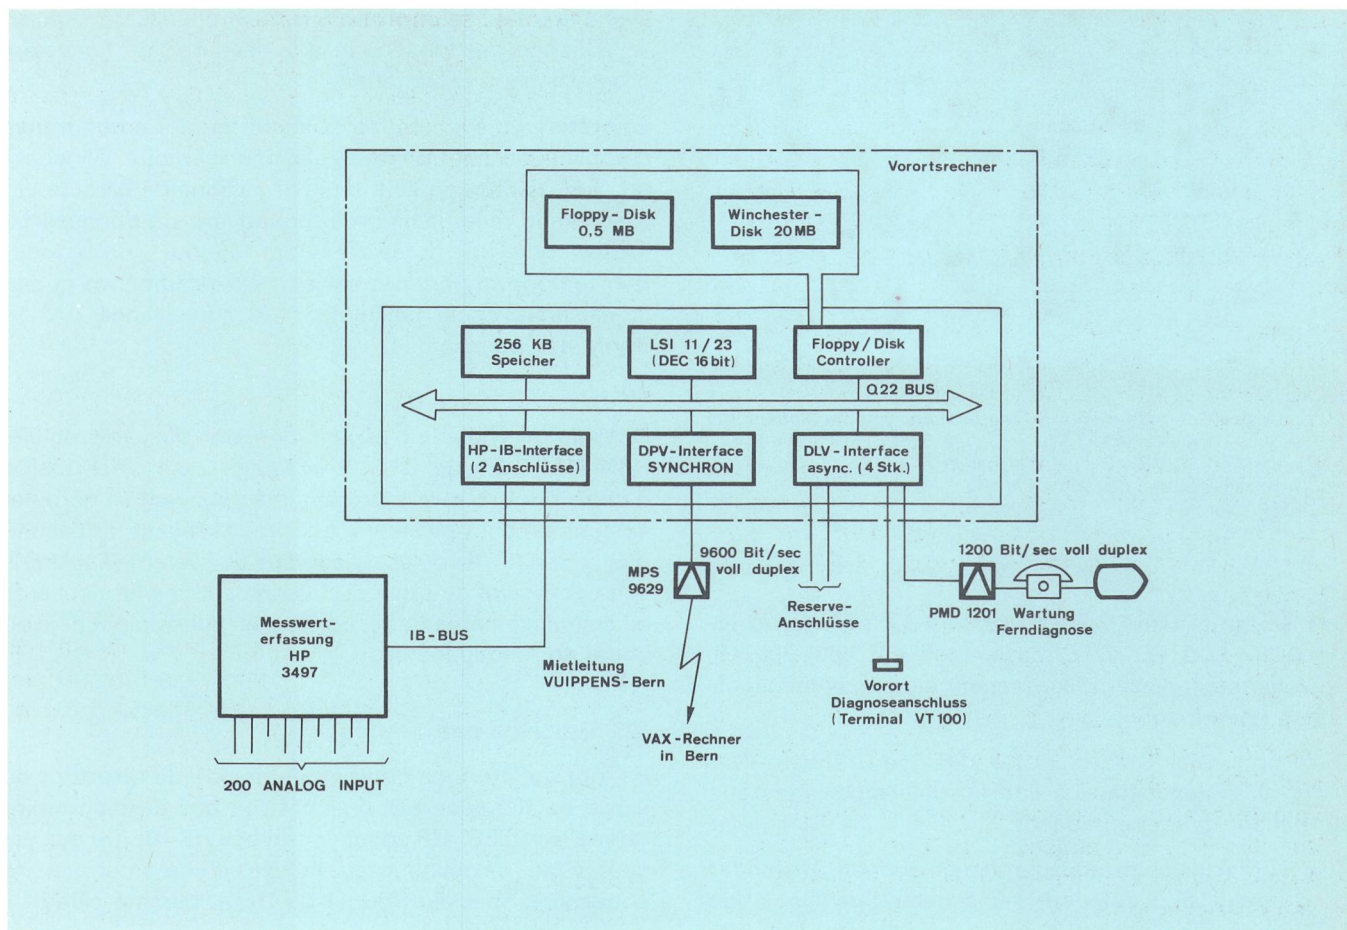 Vorortsrechner
Floppy - Disk
0,5 MB
Winchester -
Disk 20 MB
256 KB
Speicher
LSI 11 / 23
(DEC 16 bit)
Floppy / Disk
Controller
Q22 BUS
HP - IB - Interface
( 2 Anschlüsse)
DPV - Interface
SYNCHRON
DLV - Interface
async. ( 4 Stk. )
MPS
9629
9600 Bit / sec
voll duplex
1200 Bit / sec voll duplex
PMD 1201
Wartung
Ferndiagnose
Reserve-
Anschlüsse
Messwert-
erfassung
HP
3497
IB - BUS
Mietleitung
VUIPPENS - Bern
Vorort
Diagnoseanschluss
( Terminal VT 100)
VAX - Rechner
in Bern
200 ANALOG INPUT